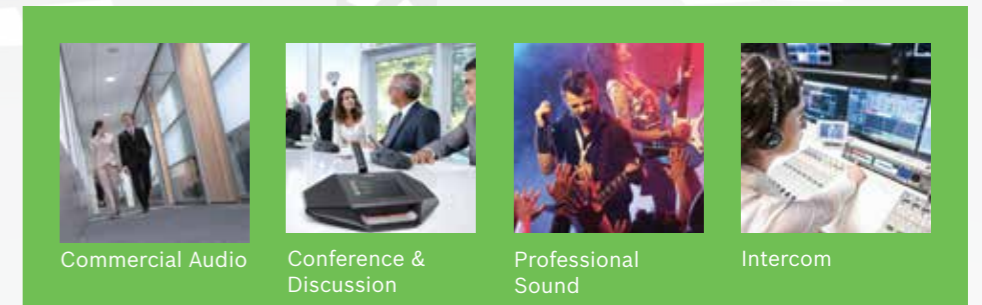 Commercial Audio
Conference &
Discussion
Professional
Sound
Intercom